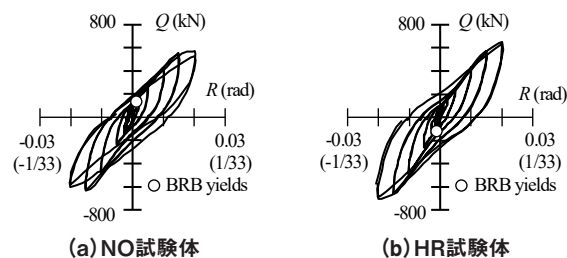 800
Q (kN)
R (rad)
-0.03
(-1/33)
0.03
(1/33)
BRB yields
-800
(a)NO試験体
800
Q (kN)
R (rad)
-0.03
(-1/33)
0.03
(1/33)
BRB yields
-800
(b)HR試験体